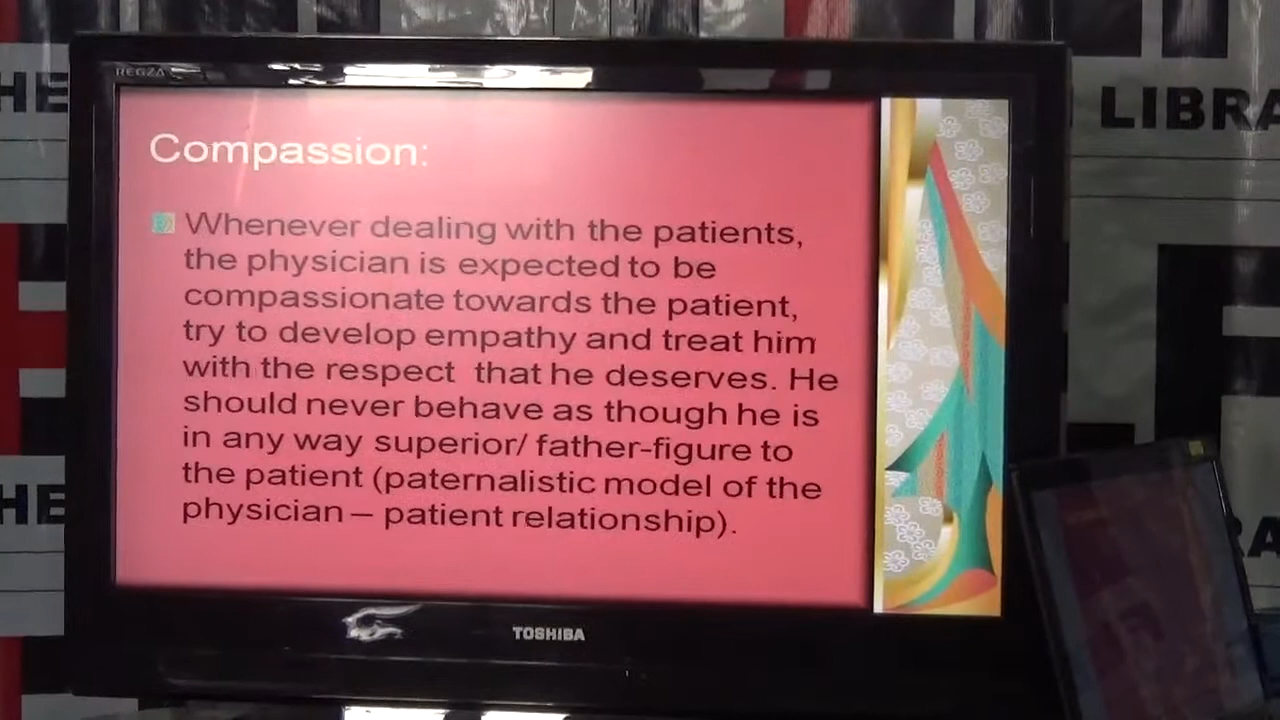 REGZA
HE
LIBRA
Compassion:
Whenever dealing with the patients,
the physician is expected to be
compassionate towards the patient,
try to develop empathy and treat him
with the respect that he deserves. He
should never behave as though he is
in any way superior/ father-figure to
the patient (paternalistic model of the
physician – patient relationship).
HE
RA
TOSHIBA